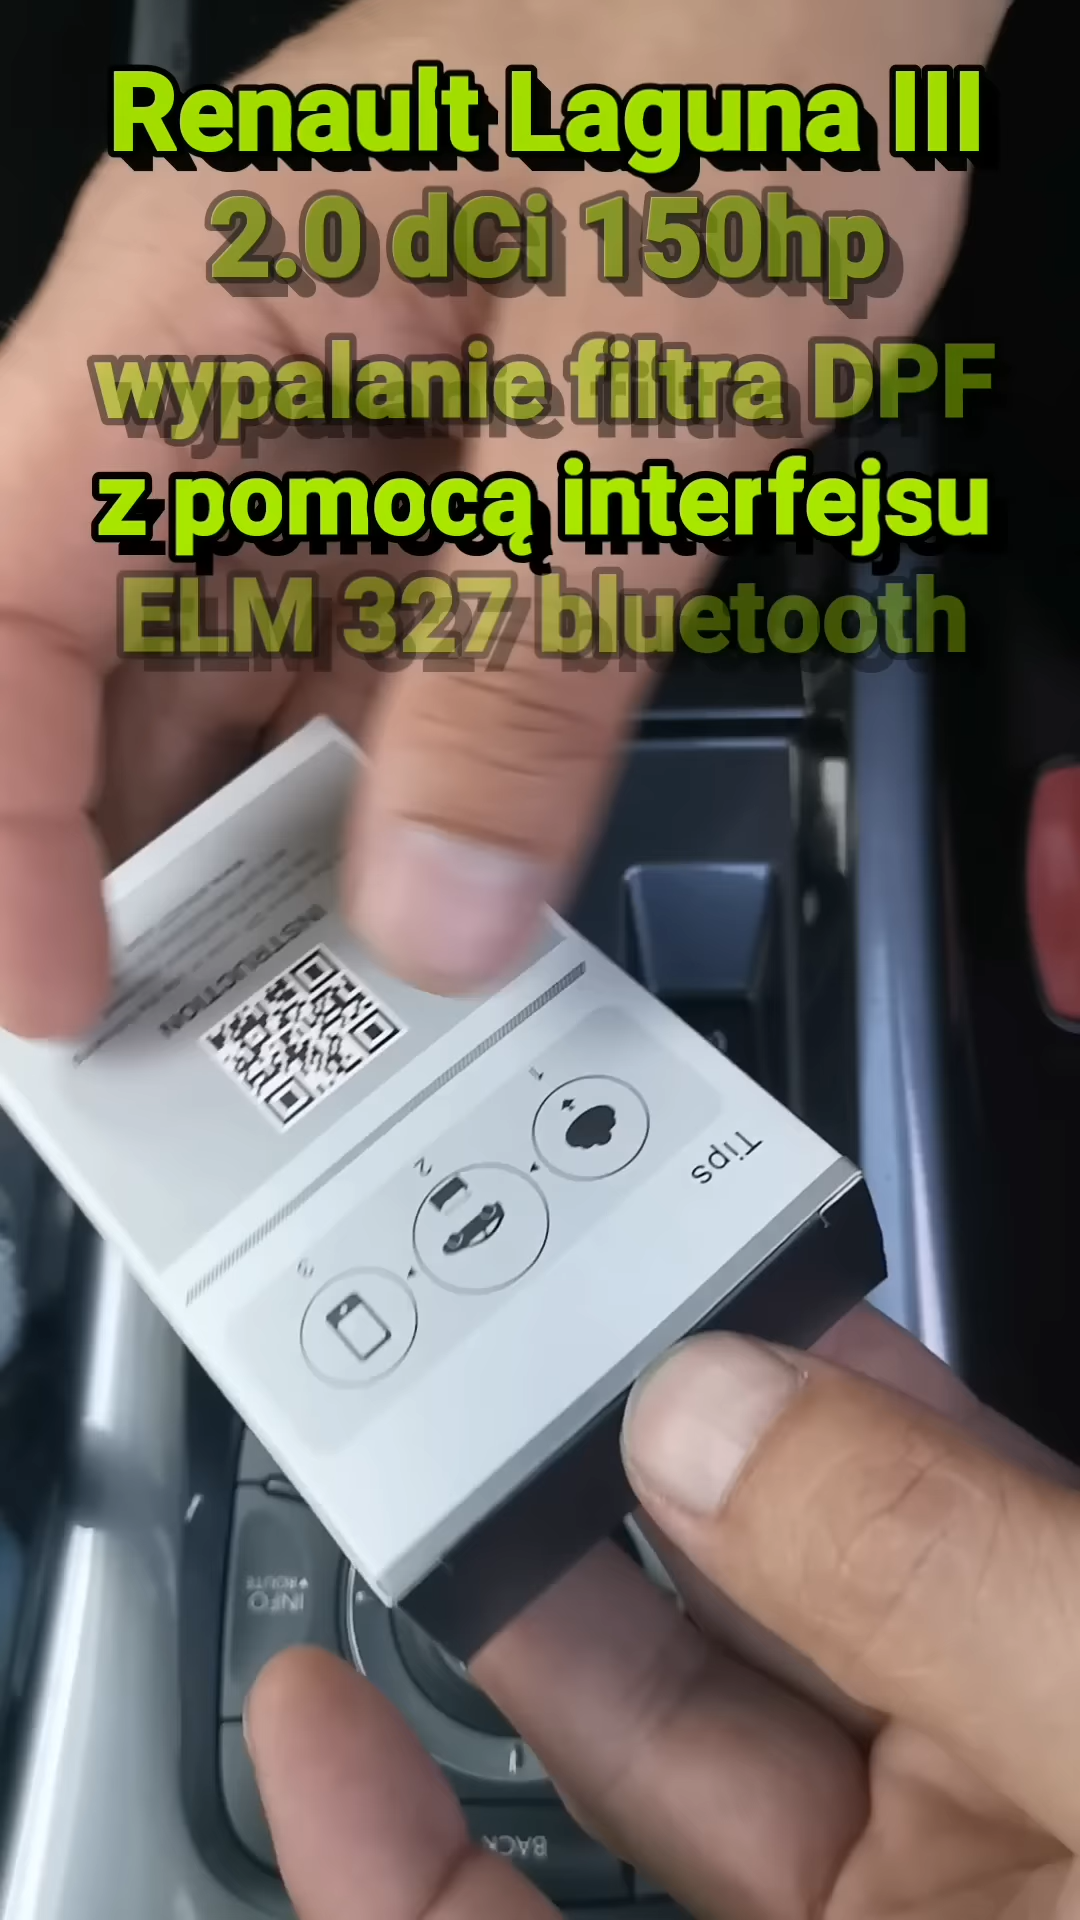 Renault Laguna III
2.0 dCi 150hp
wypalanie filtra DPF
z pomocą interfejsu
ELM 327 bluetooth
INSTRUCTION
Tips
1
2
3
INFO
ROUTE
BACK